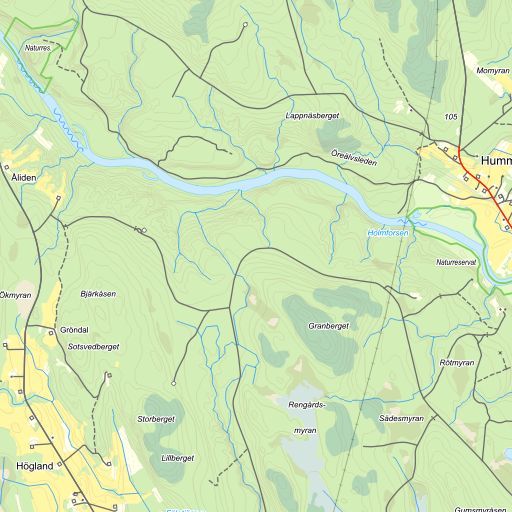 Naturres.
Momyran
Lappnäsberget
105
Öreälvsleden
Humm
Åliden
Holmforsen
Naturreservat
Ökmyran
Bjärkåsen
Gröndal
Granberget
Sotsvedberget
Rötmyran
Rengårds-
myran
Sädesmyran
Storberget
Lillberget
Högland
Gumsmyråsen